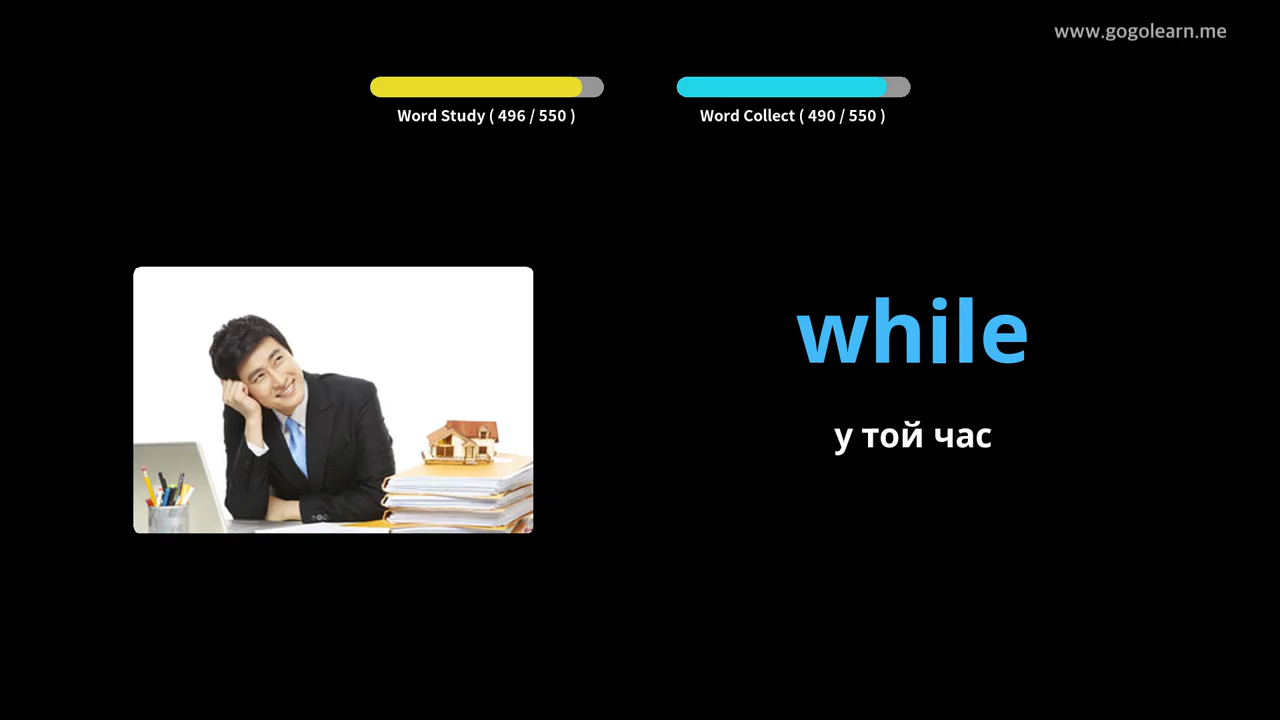 www.gogolearn.me
Word Study ( 496 / 550 )
Word Collect ( 490 / 550 )
while
у той час